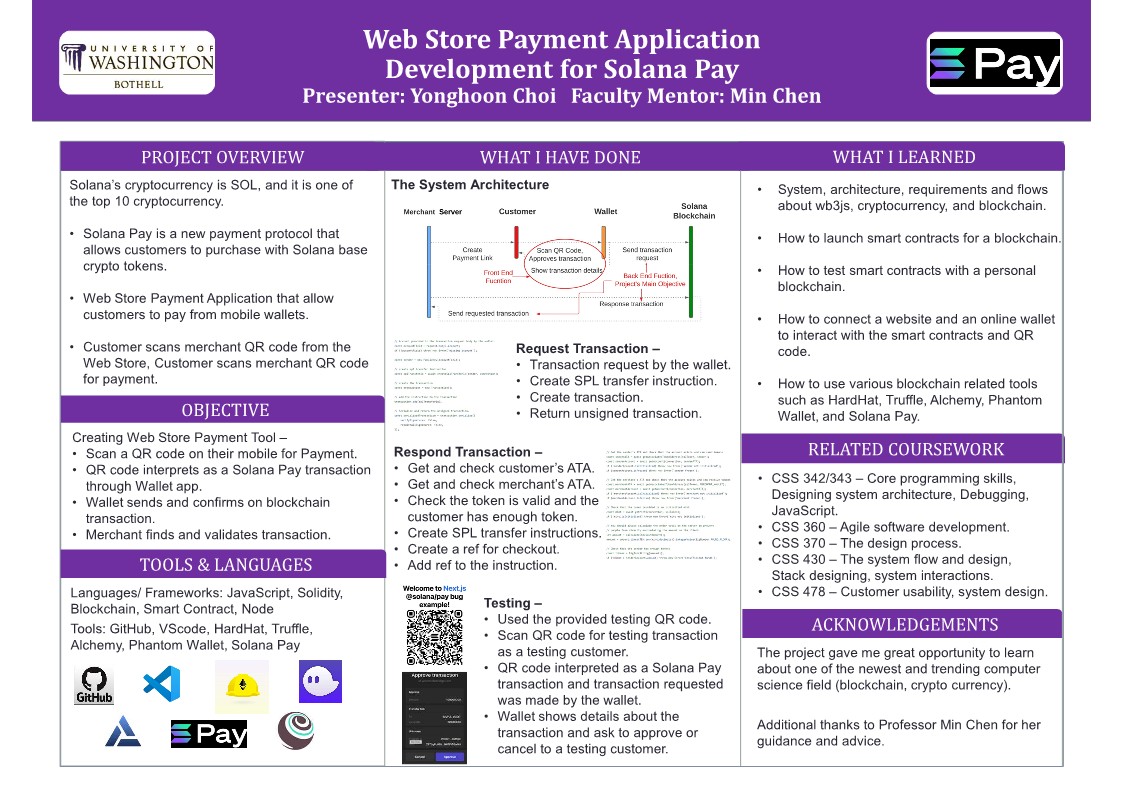 UNIVERSITY OF
WASHINGTON
BOTHELL
Web Store Payment Application
Development for Solana Pay
Presenter: Yonghoon Choi Faculty Mentor: Min Chen
Pay
PROJECT OVERVIEW
Solana's cryptocurrency is SOL, and it is one of
the top 10 cryptocurrency.
• Solana Pay is a new payment protocol that
allows customers to purchase with Solana base
crypto tokens.
• Web Store Payment Application that allow
customers to pay from mobile wallets.
• Customer scans merchant QR code from the
Web Store, Customer scans merchant QR code
for payment.
OBJECTIVE
Creating Web Store Payment Tool –
• Scan a QR code on their mobile for Payment.
• QR code interprets as a Solana Pay transaction
through Wallet app.
• Wallet sends and confirms on blockchain
transaction.
• Merchant finds and validates transaction.
TOOLS & LANGUAGES
Languages/ Frameworks: JavaScript, Solidity,
Blockchain, Smart Contract, Node
Tools: GitHub, VScode, HardHat, Truffle,
Alchemy, Phantom Wallet, Solana Pay
GitHub
Pay
WHAT I HAVE DONE
The System Architecture
Merchant Server
Customer
Wallet
Solana
Blockchain
Create
Payment Link
Scan QR Code,
Approves transaction
Show transaction details
Send transaction
request
Front End
Fucntion
Back End Fuction,
Project's Main Objective
Response transaction
Send requested transaction
Request Transaction –
• Transaction request by the wallet.
• Create SPL transfer instruction.
• Create transaction.
• Return unsigned transaction.
Respond Transaction –
• Get and check customer's ATA.
• Get and check merchant's ATA.
• Check the token is valid and the
customer has enough token.
• Create SPL transfer instructions.
• Create a ref for checkout.
• Add ref to the instruction.
Welcome to Next.js
@solana/pay bug
example!
Approve transaction
Testing –
• Used the provided testing QR code.
• Scan QR code for testing transaction
as a testing customer.
• QR code interpreted as a Solana Pay
transaction and transaction requested
was made by the wallet.
• Wallet shows details about the
transaction and ask to approve or
cancel to a testing customer.
WHAT I LEARNED
• System, architecture, requirements and flows
about wb3js, cryptocurrency, and blockchain.
• How to launch smart contracts for a blockchain.
• How to test smart contracts with a personal
blockchain.
• How to connect a website and an online wallet
to interact with the smart contracts and QR
code.
• How to use various blockchain related tools
such as HardHat, Truffle, Alchemy, Phantom
Wallet, and Solana Pay.
RELATED COURSEWORK
• CSS 342/343 – Core programming skills,
Designing system architecture, Debugging,
JavaScript.
• CSS 360 – Agile software development.
• CSS 370 – The design process.
• CSS 430 – The system flow and design,
Stack designing, system interactions.
• CSS 478 – Customer usability, system design.
ACKNOWLEDGEMENTS
The project gave me great opportunity to learn
about one of the newest and trending computer
science field (blockchain, crypto currency).
Additional thanks to Professor Min Chen for her
guidance and advice.